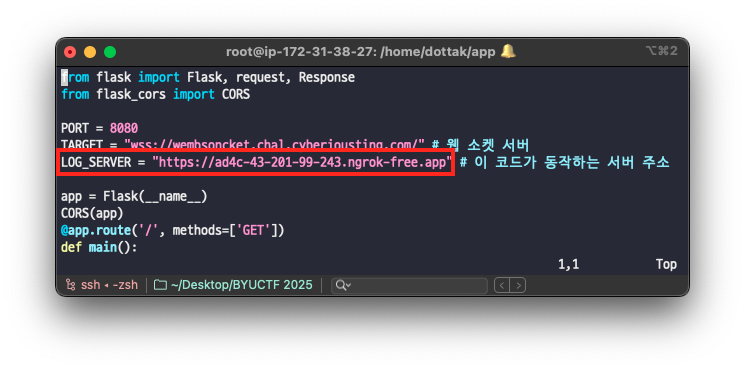 root@ip-172-31-38-27: /home/dottak/app 🔔
⌥⌘2
from flask import Flask, request, Response
from flask_cors import CORS
PORT = 8080
TARGET = "wss://wembsoncket.chal.cyberjousting.com/" # 웹 소켓 서버
LOG_SERVER = "https://ad4c-43-201-99-243.ngrok-free.app" # 이 코드가 동작하는 서버 주소
app = Flask(__name__)
CORS(app)
@app.route('/', methods=['GET'])
def main():
1,1 Top
ssh ◂ -zsh ~/Desktop/BYUCTF 2025